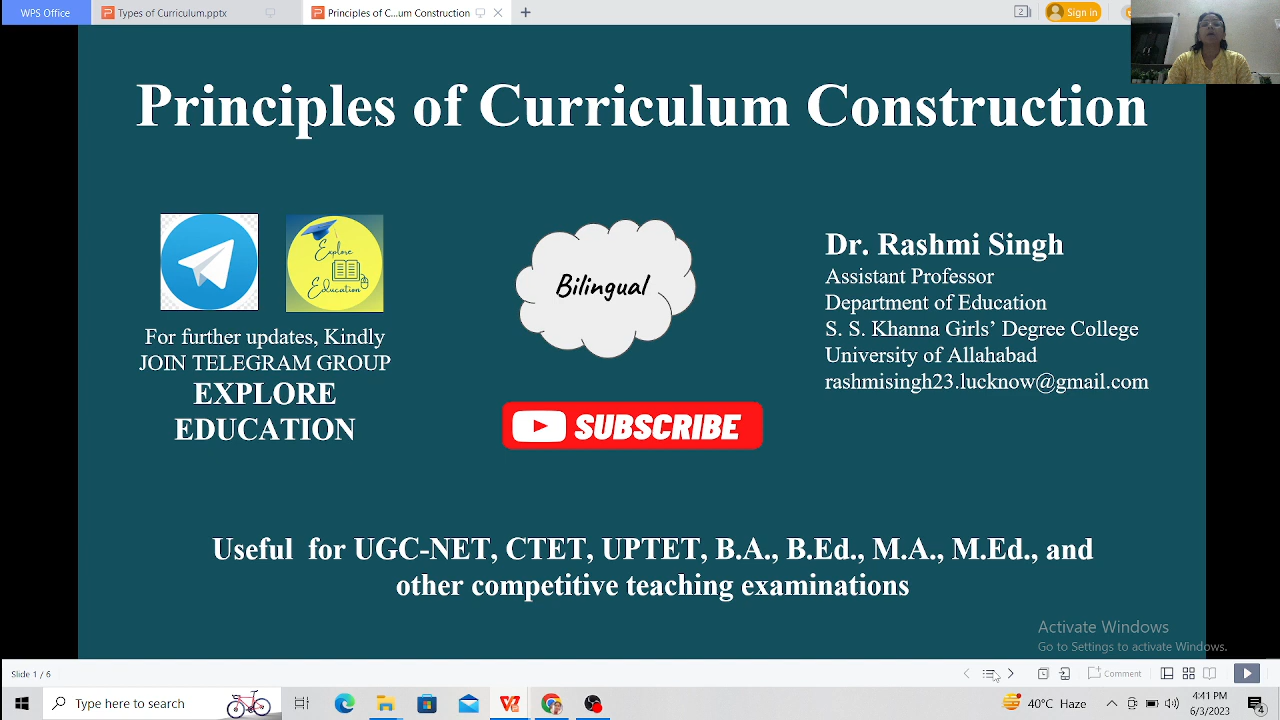 WPS Office
Types of Curriculum.pptx
Principles of C...um Construction
2
Sign in
Principles of Curriculum Construction
Explore
Education
For further updates, Kindly
JOIN TELEGRAM GROUP
EXPLORE
EDUCATION
Bilingual
SUBSCRIBE
Dr. Rashmi Singh
Assistant Professor
Department of Education
S. S. Khanna Girls' Degree College
University of Allahabad
rashmisingh23.lucknow@gmail.com
Useful for UGC-NET, CTET, UPTET, B.A., B.Ed., M.A., M.Ed., and
other competitive teaching examinations
Activate Windows
Go to Settings to activate Windows.
Slide 1 / 6
Comment
Type here to search
40°C Haze
4:41 PM
6/3/2023
4